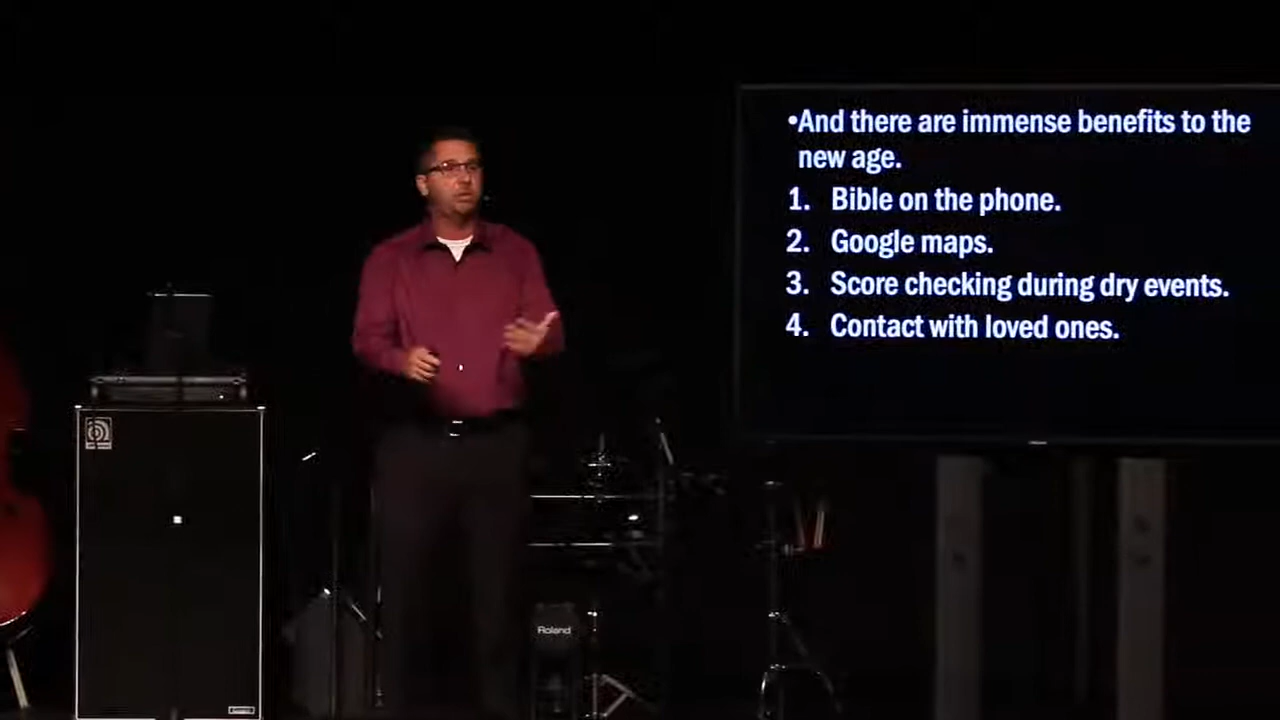 •And there are immense benefits to the
new age.
1. Bible on the phone.
2. Google maps.
3. Score checking during dry events.
4. Contact with loved ones.
Roland